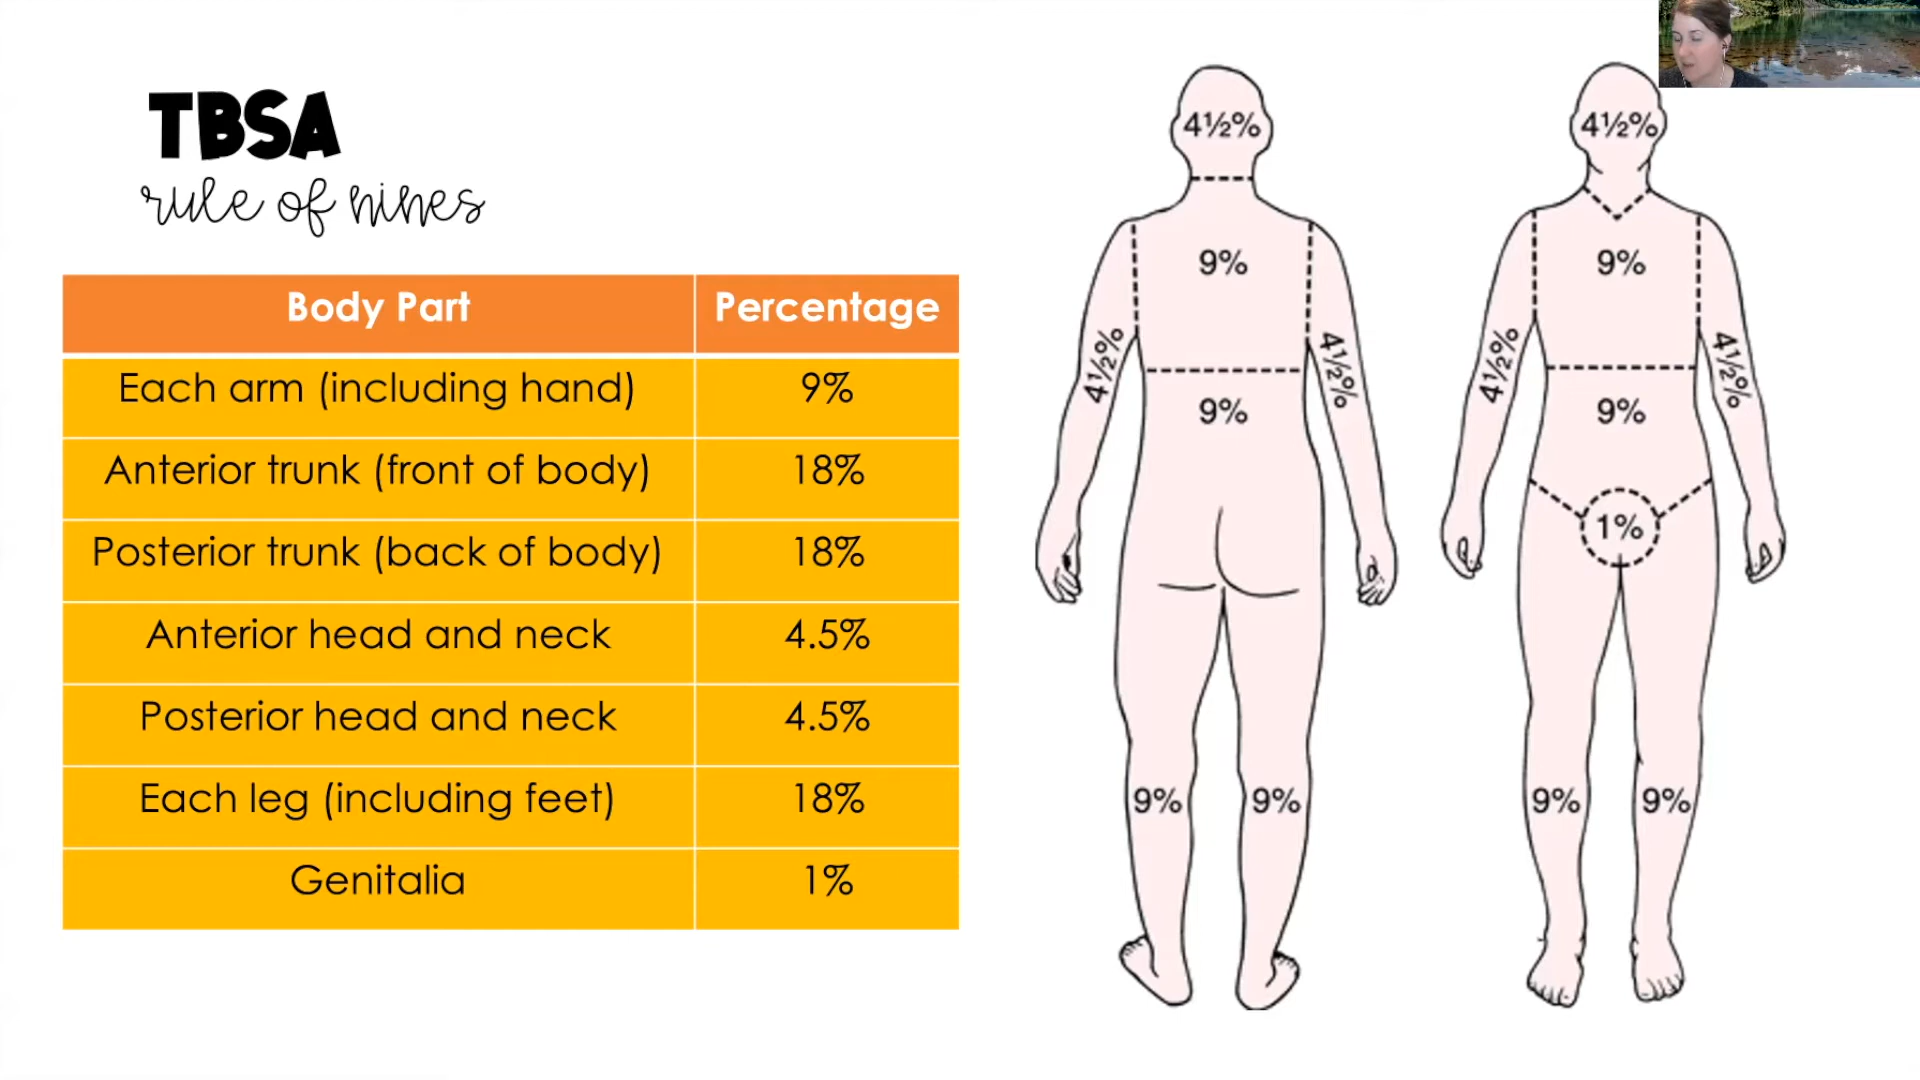 TBSA
rule of nines
Body Part Percentage
Each arm (including hand) 9%
Anterior trunk (front of body) 18%
Posterior trunk (back of body) 18%
Anterior head and neck 4.5%
Posterior head and neck 4.5%
Each leg (including feet) 18%
Genitalia 1%
4½% 4½%
9% 9%
4½% 4½% 4½% 4½%
9% 9%
1%
9% 9% 9% 9%